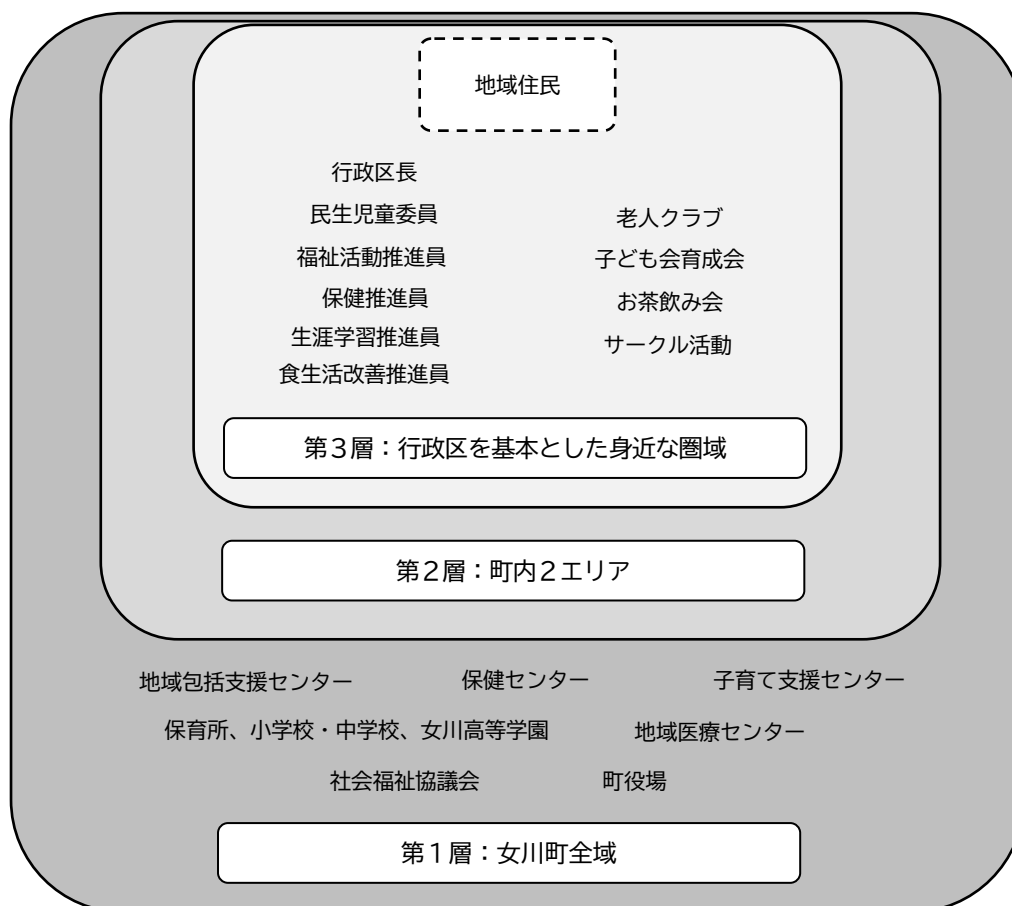 地域住民
行政区長
民生児童委員
福祉活動推進員
保健推進員
生涯学習推進員
食生活改善推進員
老人クラブ
子ども会育成会
お茶飲み会
サークル活動
第３層：行政区を基本とした身近な圏域
第２層：町内２エリア
地域包括支援センター 保健センター 子育て支援センター
保育所、小学校・中学校、女川高等学園 地域医療センター
社会福祉協議会 町役場
第１層：女川町全域